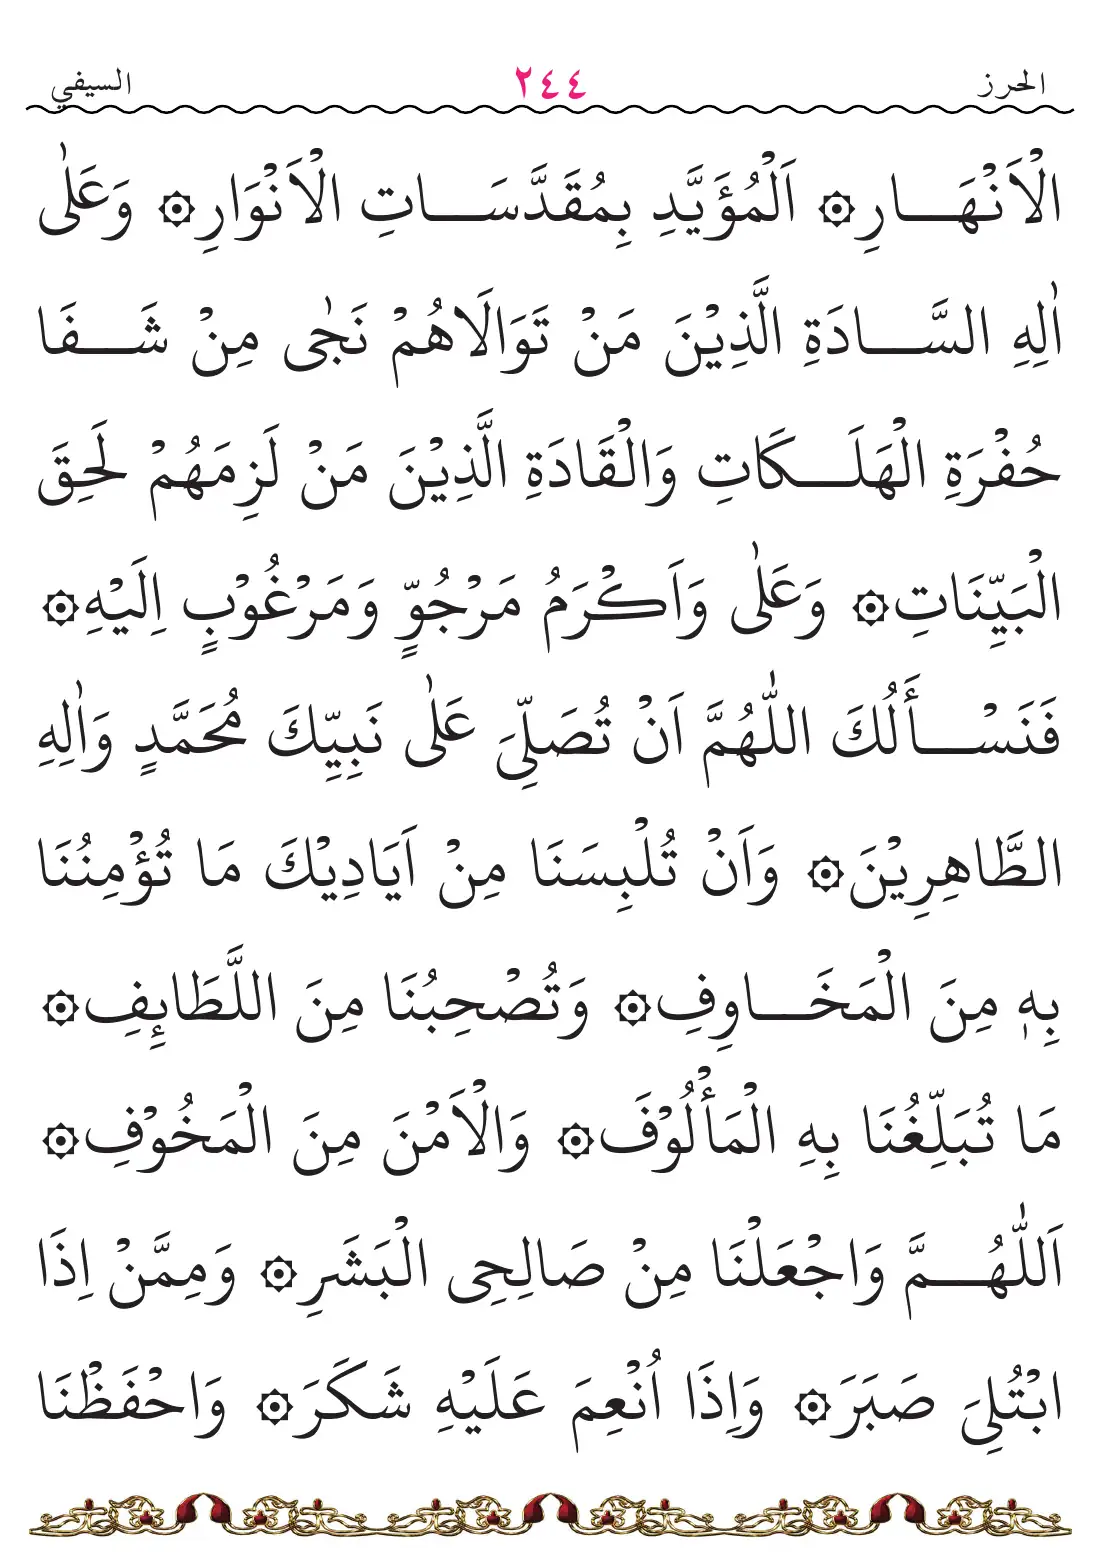 الحرز ٢٤٤ السيفي
الْاَنْهَـــارِ۞ اَلْمُؤَيَّدِ بِمُقَدَّسَـــاتِ الْاَنْوَارِ۞ وَعَلٰى
اٰلِهِ السَّـــادَةِ الَّذِيْنَ مَنْ تَوَالَاهُمْ نَجٰى مِنْ شَـــفَا
حُفْرَةِ الْهَلَـــكَاتِ وَالْقَادَةِ الَّذِيْنَ مَنْ لَزِمَهُمْ لَحِقَ
الْبَيِّنَاتِ۞ وَعَلٰى وَاَكْرَمُ مَرْجُوٍّ وَمَرْغُوْبٍ اِلَيْهِ۞
فَنَسْـــأَلُكَ اللّٰهُمَّ اَنْ تُصَلِّىَ عَلٰى نَبِيِّكَ مُحَمَّدٍ وَاٰلِهِ
الطَّاهِرِيْنَ۞ وَاَنْ تُلْبِسَنَا مِنْ اَيَادِيْكَ مَا تُؤْمِنُنَا
بِهٖ مِنَ الْمَخَـــاوِفِ۞ وَتُصْحِبُنَا مِنَ اللَّطَايِٕفِ۞
مَا تُبَلِّغُنَا بِهِ الْمَأْلُوْفَ۞ وَالْاَمْنَ مِنَ الْمَخُوْفِ۞
اَللّٰهُـــمَّ وَاجْعَلْنَا مِنْ صَالِحِى الْبَشَرِ۞ وَمِمَّنْ اِذَا
ابْتُلِىَ صَبَرَ۞ وَاِذَا اُنْعِمَ عَلَيْهِ شَكَرَ۞ وَاحْفَظْنَا